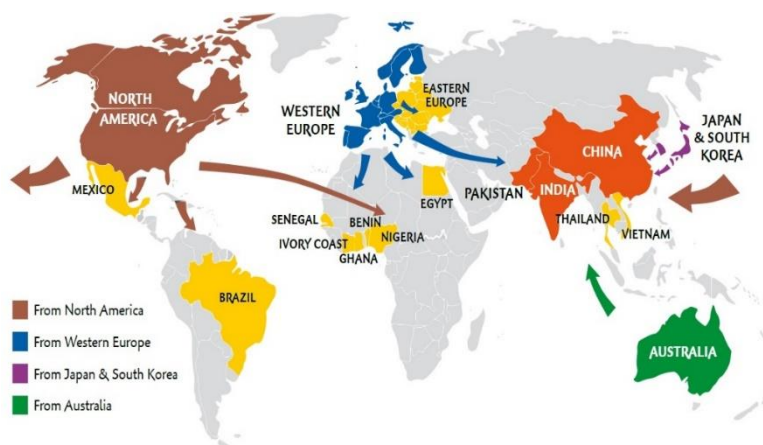 NORTH
AMERICA
WESTERN
EUROPE
EASTERN
EUROPE
JAPAN
& SOUTH
KOREA
CHINA
MEXICO
PAKISTAN
INDIA
EGYPT
SENEGAL
BENIN
THAILAND
IVORY COAST
NIGERIA
VIETNAM
GHANA
BRAZIL
AUSTRALIA
From North America
From Western Europe
From Japan & South Korea
From Australia